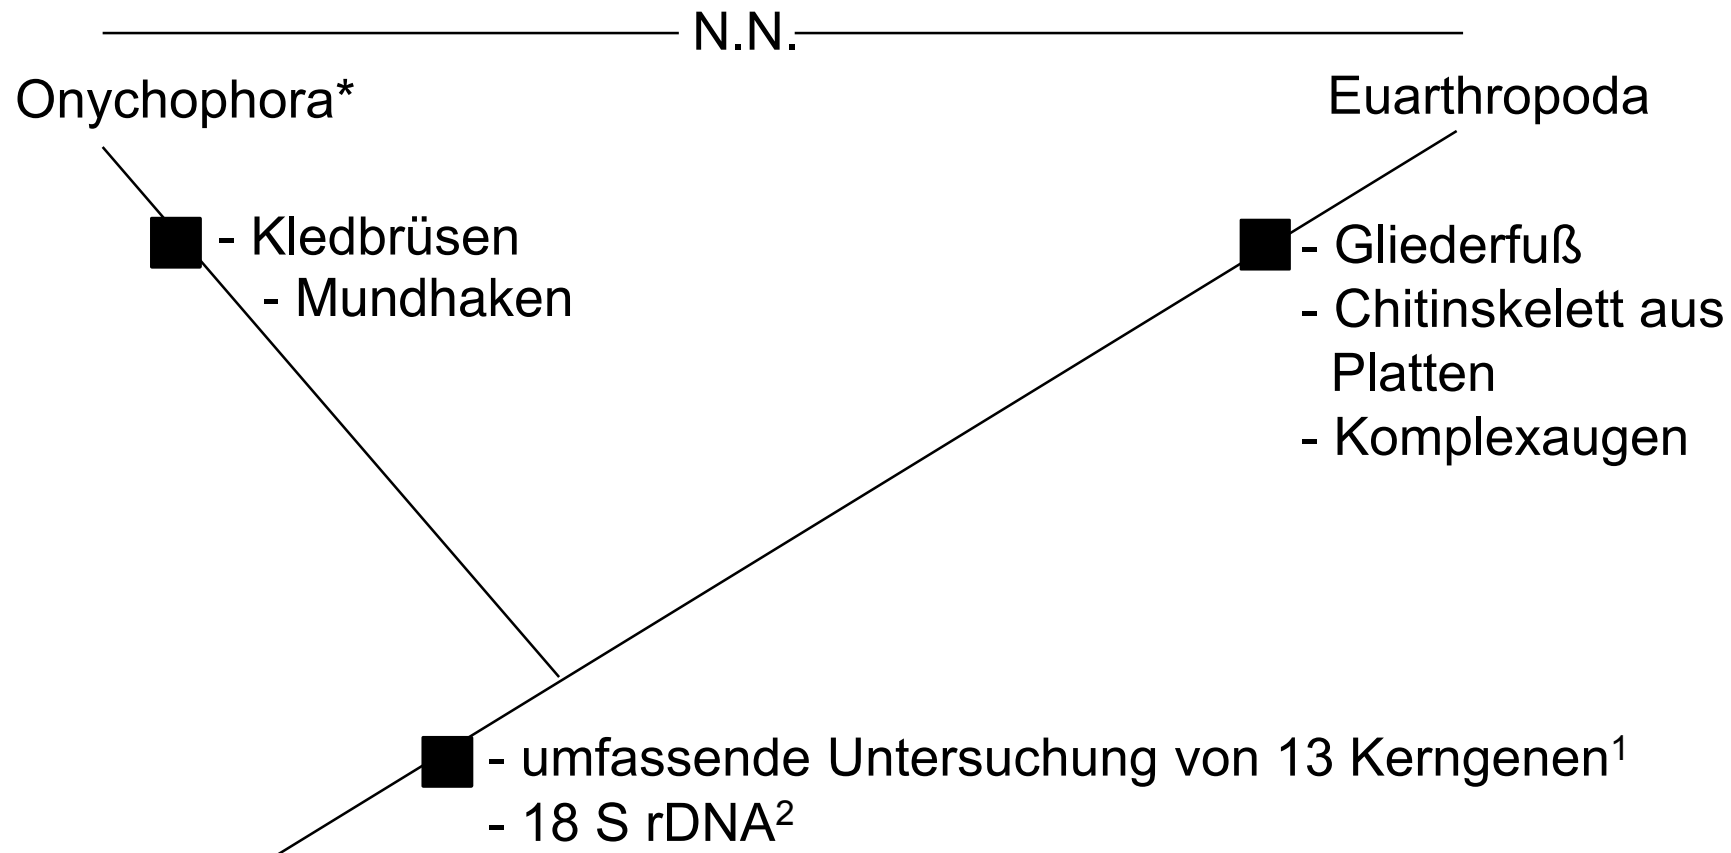 N.N.
Onychophora*
Euarthropoda
- Kledbrüsen
- Mundhaken
- Gliederfuß
- Chitinskelett aus
Platten
- Komplexaugen
- umfassende Untersuchung von 13 Kerngenen¹
- 18 S rDNA²